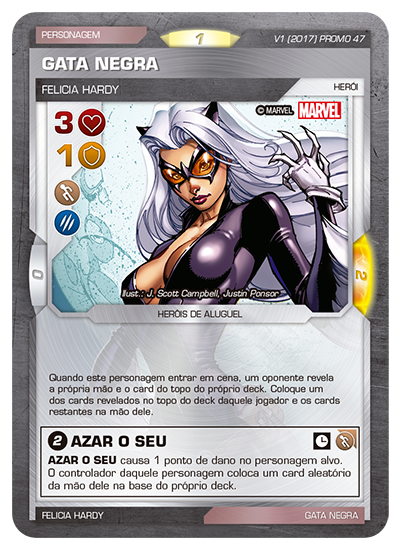 PERSONAGEM
1
V1 (2017) PROMO 47
GATA NEGRA
FELICIA HARDY
HERÓI
3
© MARVEL MARVEL
1
0
2
Ilust.: J. Scott Campbell, Justin Ponsor
HERÓIS DE ALUGUEL
Quando este personagem entrar em cena, um oponente revela
a própria mão e o card do topo do próprio deck. Coloque um
dos cards revelados no topo do deck daquele jogador e os cards
restantes na mão dele.
2 AZAR O SEU
AZAR O SEU causa 1 ponto de dano no personagem alvo.
O controlador daquele personagem coloca um card aleatório
da mão dele na base do próprio deck.
FELICIA HARDY
GATA NEGRA